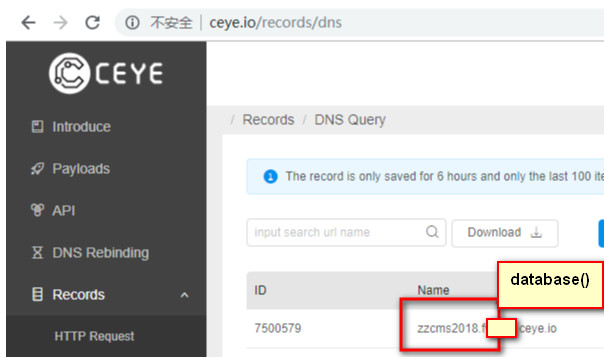 不安全 | ceye.io/records/dns
CEYE
Introduce
/ Records / DNS Query
Payloads
The record is only saved for 6 hours and only the last 100
API
input search url name
Download
DNS Rebinding
database()
Records
ID
Name
7500579
zzcms2018.
ceye.io
HTTP Request